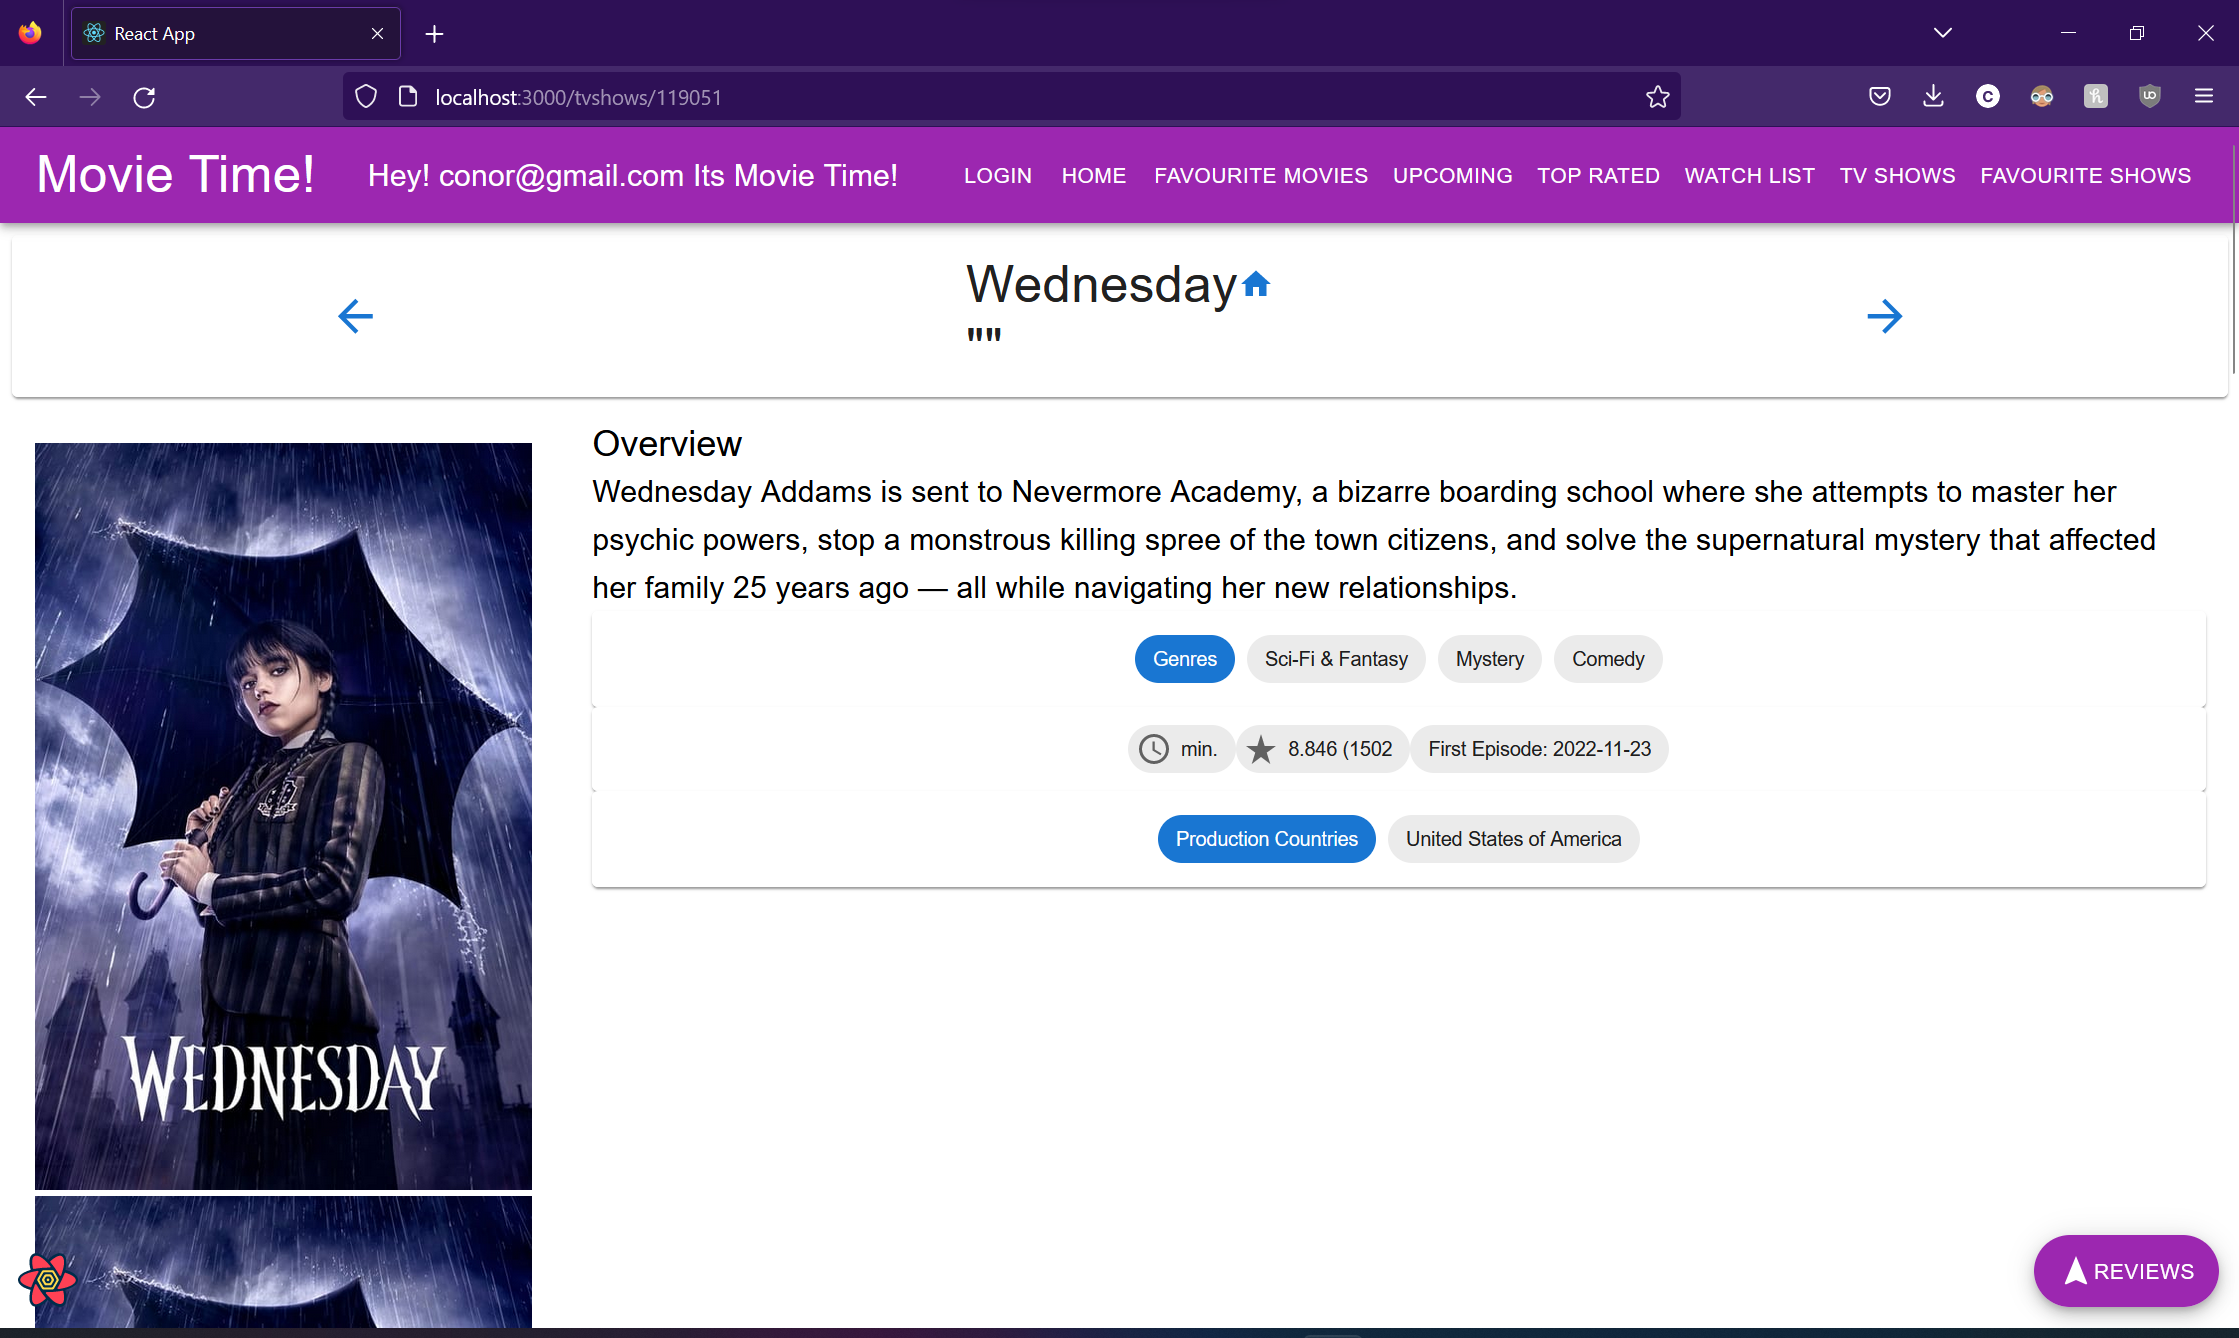 React App
localhost:3000/tvshows/119051
Movie Time!
Hey! conor@gmail.com Its Movie Time!
LOGIN HOME FAVOURITE MOVIES UPCOMING TOP RATED WATCH LIST TV SHOWS FAVOURITE SHOWS
Wednesday
""
Overview
Wednesday Addams is sent to Nevermore Academy, a bizarre boarding school where she attempts to master her
psychic powers, stop a monstrous killing spree of the town citizens, and solve the supernatural mystery that affected
her family 25 years ago — all while navigating her new relationships.
Genres Sci-Fi & Fantasy Mystery Comedy
min. 8.846 (1502 First Episode: 2022-11-23
Production Countries United States of America
WEDNESDAY
REVIEWS